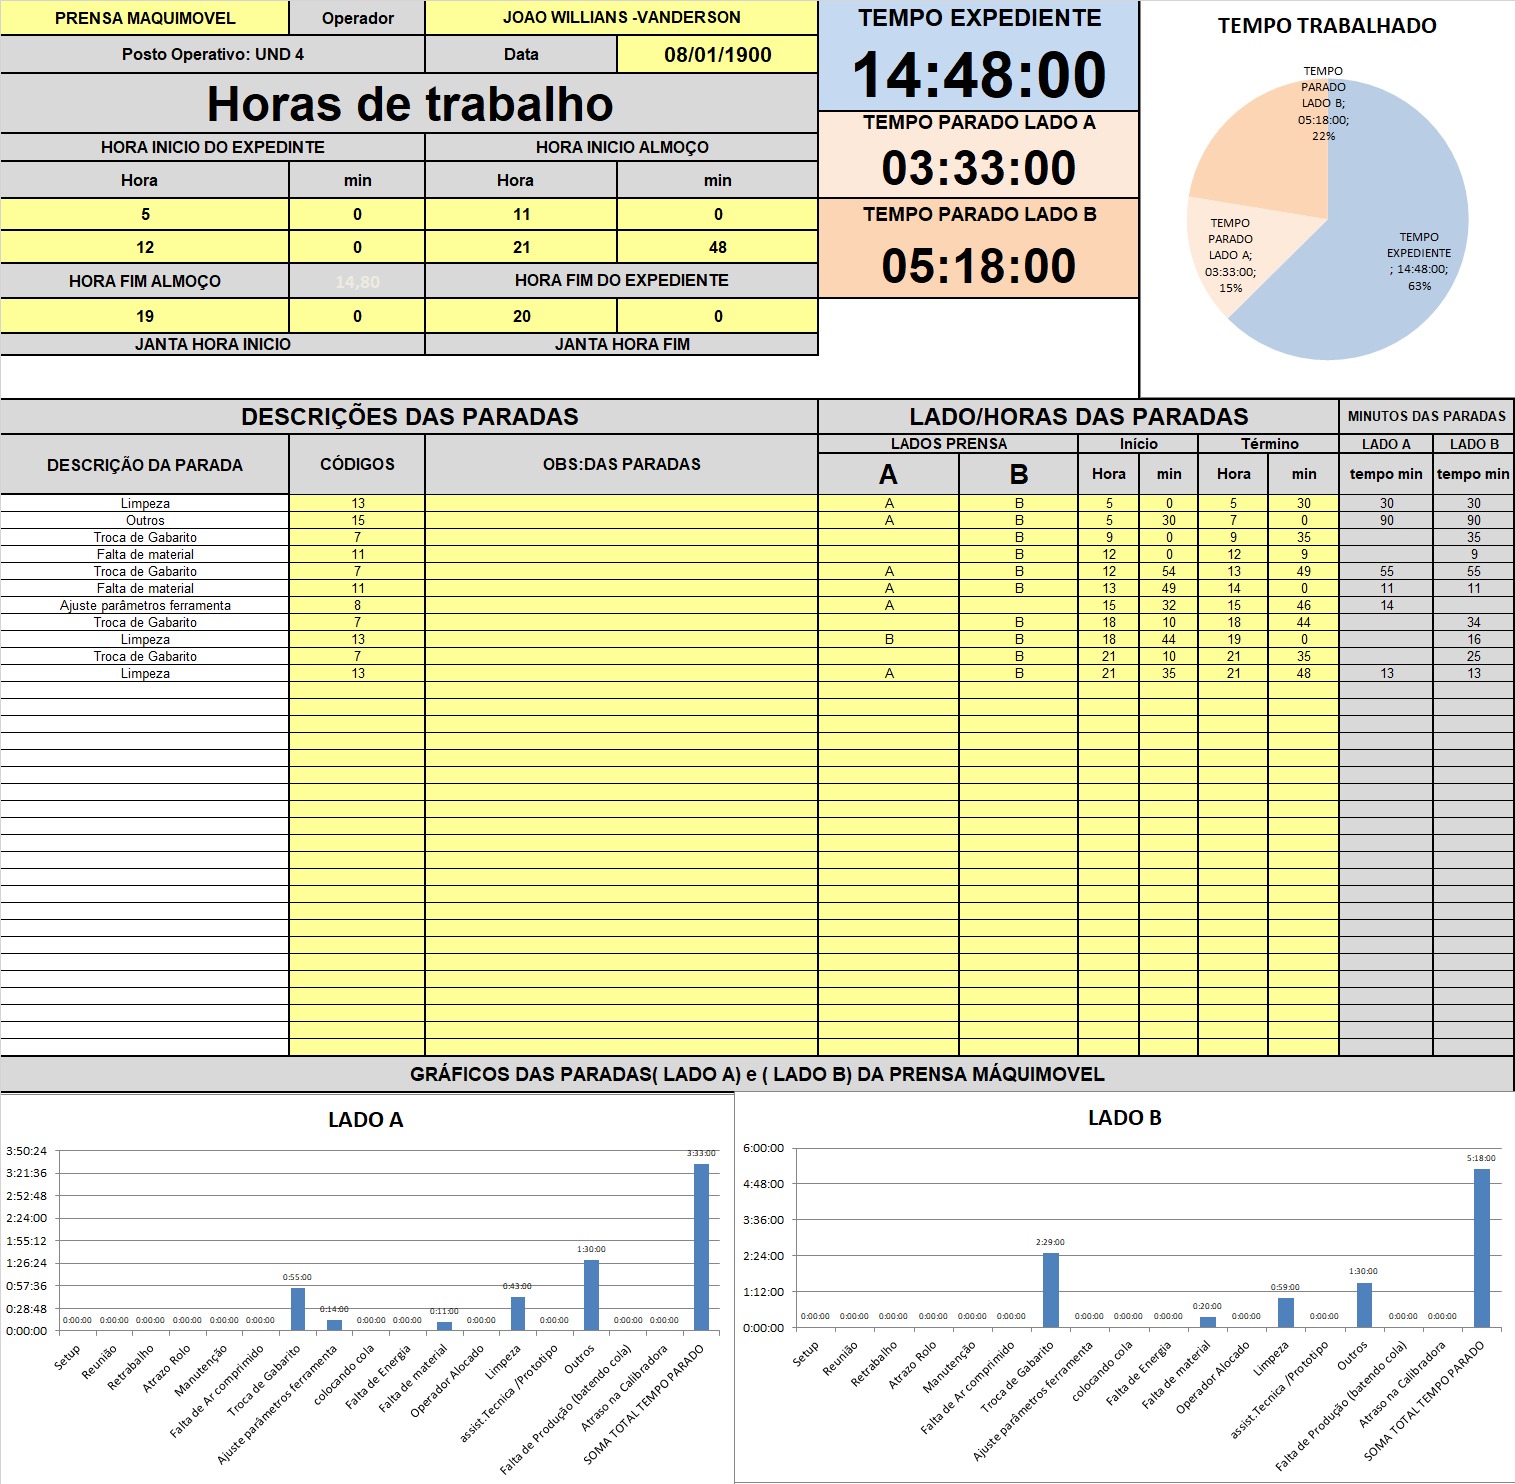 PRENSA MAQUIMOVEL Operador JOAO WILLIANS -VANDERSON
Posto Operativo: UND 4 Data 08/01/1900
Horas de trabalho
HORA INICIO DO EXPEDINTE HORA INICIO ALMOÇO
Hora min Hora min
5 0 11 0
12 0 21 48
HORA FIM ALMOÇO 14,80 HORA FIM DO EXPEDIENTE
19 0 20 0
JANTA HORA INICIO JANTA HORA FIM
TEMPO EXPEDIENTE
14:48:00
TEMPO PARADO LADO A
03:33:00
TEMPO PARADO LADO B
05:18:00
TEMPO TRABALHADO
TEMPO
PARADO
LADO B;
05:18:00;
22%
TEMPO
PARADO
LADO A;
03:33:00;
15%
TEMPO
EXPEDIENTE
; 14:48:00;
63%
DESCRIÇÕES DAS PARADAS LADO/HORAS DAS PARADAS MINUTOS DAS PARADAS
DESCRIÇÃO DA PARADA CÓDIGOS OBS:DAS PARADAS
LADOS PRENSA Início Término LADO A LADO B
A B Hora min Hora min tempo min tempo min
Limpeza 13 A B 5 0 5 30 30 30
Outros 15 A B 5 30 7 0 90 90
Troca de Gabarito 7 B 9 0 9 35 35
Falta de material 11 B 12 0 12 9 9
Troca de Gabarito 7 A B 12 54 13 49 55 55
Falta de material 11 A B 13 49 14 0 11 11
Ajuste parâmetros ferramenta 8 A 15 32 15 46 14
Troca de Gabarito 7 B 18 10 18 44 34
Limpeza 13 B B 18 44 19 0 16
Troca de Gabarito 7 B 21 10 21 35 25
Limpeza 13 A B 21 35 21 48 13 13
GRÁFICOS DAS PARADAS( LADO A) e ( LADO B) DA PRENSA MÁQUIMOVEL
LADO A
3:50:24
3:21:36
2:52:48
2:24:00
1:55:12
1:26:24
0:57:36
0:28:48
0:00:00
0:00:00 0:00:00 0:00:00 0:00:00 0:00:00 0:00:00 0:55:00 0:14:00 0:00:00 0:00:00 0:11:00 0:00:00 0:43:00 0:00:00 1:30:00 0:00:00 0:00:00 3:33:00
Setup
Reunião
Retrabalho
Atrazo Rolo
Manutenção
Falta de Ar comprimido
Troca de Gabarito
Ajuste parâmetros ferramenta
colocando cola
Falta de Energia
Falta de material
Operador Alocado
Limpeza
assist.Tecnica /Prototipo
Outros
Falta de Produção (batendo cola)
Atraso na Calibradora
SOMA TOTAL TEMPO PARADO
LADO B
6:00:00
4:48:00
3:36:00
2:24:00
1:12:00
0:00:00
0:00:00 0:00:00 0:00:00 0:00:00 0:00:00 0:00:00 2:29:00 0:00:00 0:00:00 0:00:00 0:20:00 0:00:00 0:59:00 0:00:00 1:30:00 0:00:00 0:00:00 5:18:00
Setup
Reunião
Retrabalho
Atrazo Rolo
Manutenção
Falta de Ar comprimido
Troca de Gabarito
Ajuste parâmetros ferramenta
colocando cola
Falta de Energia
Falta de material
Operador Alocado
Limpeza
assist.Tecnica /Prototipo
Outros
Falta de Produção (batendo cola)
Atraso na Calibradora
SOMA TOTAL TEMPO PARADO